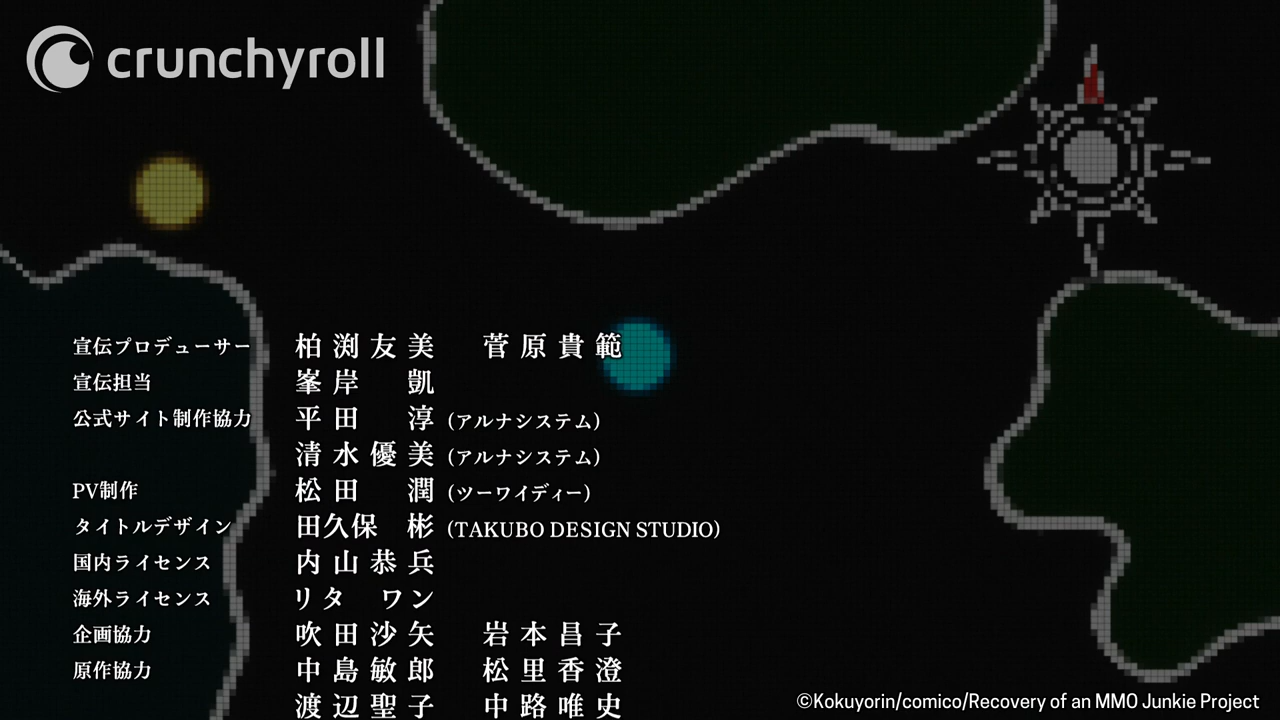 crunchyroll
宣伝プロデューサー 柏渕友美 菅原貴範
宣伝担当 峯岸 凱
公式サイト制作協力 平田 淳 (アルナシステム)
清水優美 (アルナシステム)
PV制作 松田 潤 (ツーワイディー)
タイトルデザイン 田久保 彬 (TAKUBO DESIGN STUDIO)
国内ライセンス 内山恭兵
海外ライセンス リタ ワン
企画協力 吹田沙矢 岩本昌子
原作協力 中島敏郎 松里香澄
渡辺聖子 中路唯史
©Kokuyorin/comico/Recovery of an MMO Junkie Project